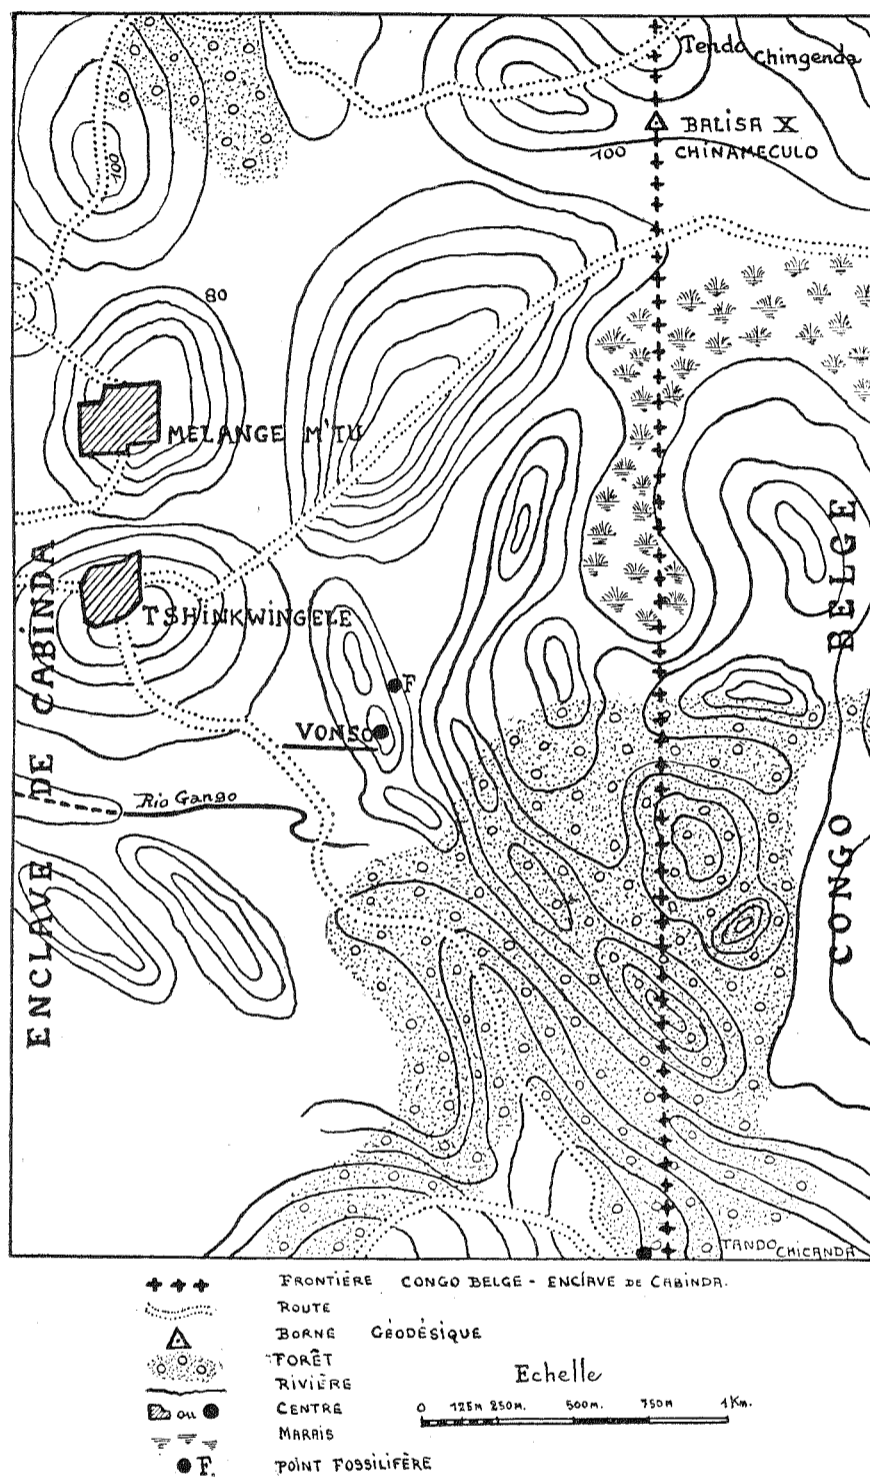 Tendo Chingenda
BALISA X
CHINAMECULO
100
100
80
MELANGE M'TU
TSHINKWINGELE
F
VONSO
Rio Gango
ENCLAVE DE CABINDA
CONGO BELGE
TANDO CHICANDA
FRONTIÈRE CONGO BELGE - ENCLAVE DE CABINDA.
ROUTE
BORNE GÉODÉSIQUE
FORÊT
RIVIÈRE
ou CENTRE
MARAIS
F. POINT FOSSILIFÈRE
Echelle
0 125M 250M. 500M. 750M 1Km.